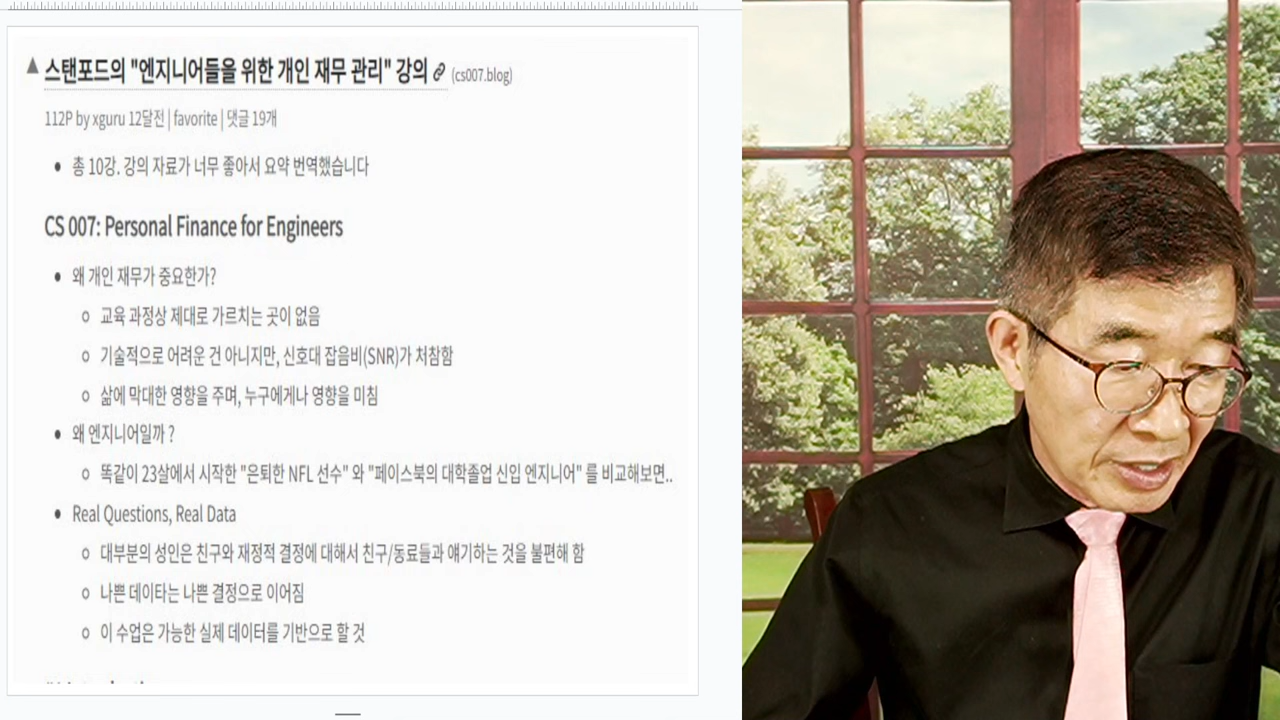 스탠포드의 "엔지니어들을 위한 개인 재무 관리" 강의 (cs007.blog)
112P by xguru 12달전 | favorite | 댓글 19개
총 10강. 강의 자료가 너무 좋아서 요약 번역했습니다
CS 007: Personal Finance for Engineers
왜 개인 재무가 중요한가?
교육 과정상 제대로 가르치는 곳이 없음
기술적으로 어려운 건 아니지만, 신호대 잡음비(SNR)가 처참함
삶에 막대한 영향을 주며, 누구에게나 영향을 미침
왜 엔지니어일까 ?
똑같이 23살에서 시작한 "은퇴한 NFL 선수" 와 "페이스북의 대학졸업 신입 엔지니어" 를 비교해보면..
Real Questions, Real Data
대부분의 성인은 친구와 재정적 결정에 대해서 친구/동료들과 얘기하는 것을 불편해 함
나쁜 데이타는 나쁜 결정으로 이어짐
이 수업은 가능한 실제 데이터를 기반으로 할 것